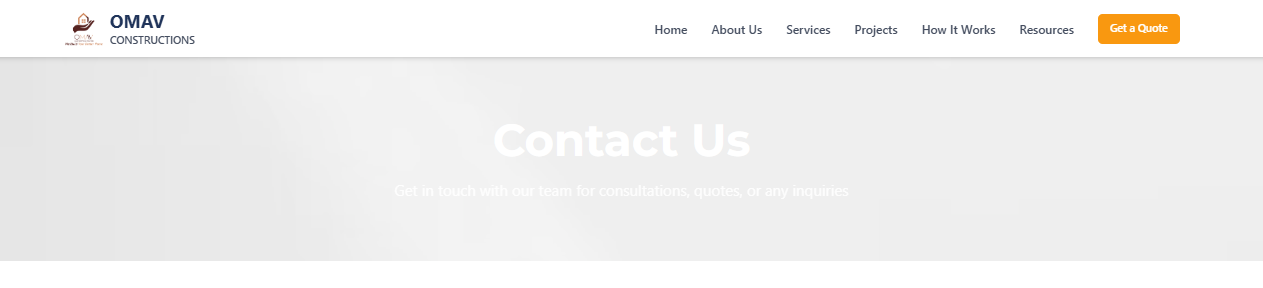 OMAV
CONSTRUCTIONS
Home About Us Services Projects How It Works Resources Get a Quote
Contact Us
Get in touch with our team for consultations, quotes, or any inquiries